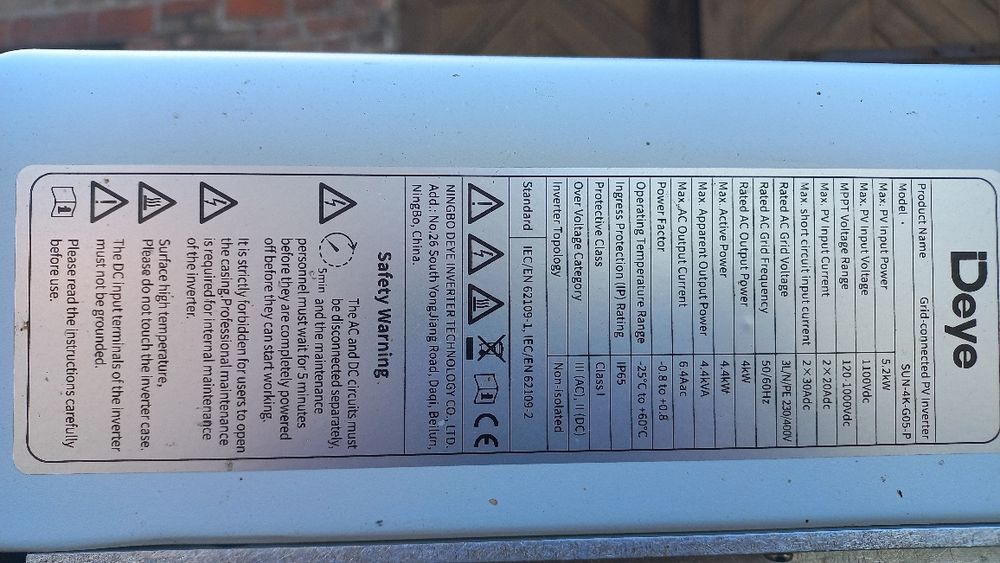 Deye
Product Name Grid-connected PV Inverter
Model SUN-4K-G05-P
Max. PV Input Power 5.2kW
Max. PV Input Voltage 1100Vdc
MPPT Voltage Range 120-1000Vdc
Max. PV Input Current 2×20Adc
Max. short circuit input current 2×30Adc
Rated AC Grid Voltage 3L/N/PE 230/400V
Rated AC Grid Frequency 50/60Hz
Rated AC Output Power 4kW
Max. Active Power 4.4kW
Max. Apparent Output Power 4.4kVA
Max. AC Output Current 6.4Aac
Power Factor -0.8 to +0.8
Operating Temperature Range -25°C to +60°C
Ingress Protection (IP) Rating IP65
Protective Class Class I
Over Voltage Category III (AC), II (DC)
Inverter Topology Non-Isolated
Standard IEC/EN 62109-1, IEC/EN 62109-2
CE
NINGBO DEYE INVERTER TECHNOLOGY CO., LTD.
Add.: No.26 South YongJiang Road, Daqi, Beilun,
NingBo, China.
Safety Warning
The AC and DC circuits must
be disconnected separately,
5min and the maintenance
personnel must wait for 5 minutes
before they are completely powered
off before they can start working.
It is strictly forbidden for users to open
the casing.Professional maintenance
is required for internal maintenance
of the inverter.
Surface high temperature,
Please do not touch the inverter case.
The DC input terminals of the inverter
must not be grounded.
Please read the instructions carefully
before use.